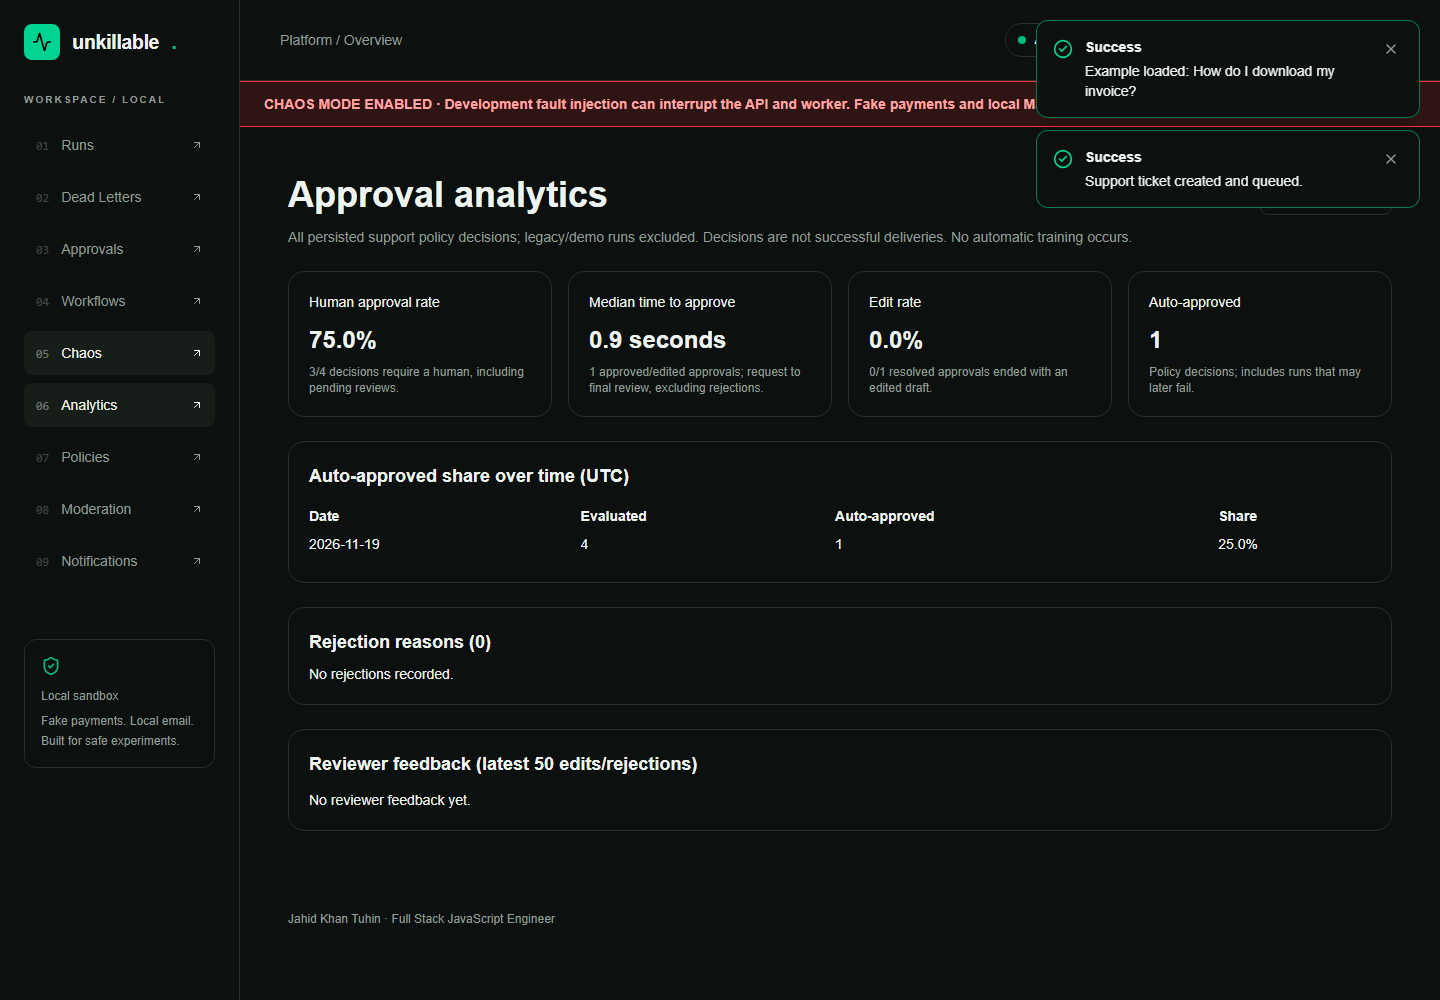 unkillable .
WORKSPACE / LOCAL
01 Runs
02 Dead Letters
03 Approvals
04 Workflows
05 Chaos
06 Analytics
07 Policies
08 Moderation
09 Notifications
Local sandbox
Fake payments. Local email.
Built for safe experiments.
Platform / Overview
CHAOS MODE ENABLED · Development fault injection can interrupt the API and worker. Fake payments and local
Success
Example loaded: How do I download my
invoice?
Success
Support ticket created and queued.
Approval analytics
All persisted support policy decisions; legacy/demo runs excluded. Decisions are not successful deliveries. No automatic training occurs.
Human approval rate
75.0%
3/4 decisions require a human, including
pending reviews.
Median time to approve
0.9 seconds
1 approved/edited approvals; request to
final review, excluding rejections.
Edit rate
0.0%
0/1 resolved approvals ended with an
edited draft.
Auto-approved
1
Policy decisions; includes runs that may
later fail.
Auto-approved share over time (UTC)
Date Evaluated Auto-approved Share
2026-11-19 4 1 25.0%
Rejection reasons (0)
No rejections recorded.
Reviewer feedback (latest 50 edits/rejections)
No reviewer feedback yet.
Jahid Khan Tuhin · Full Stack JavaScript Engineer